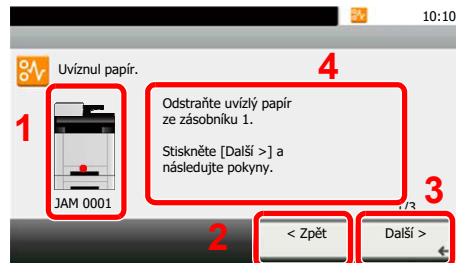 10:10
Uvíznul papír.
4
1
Odstraňte uvízlý papír
ze zásobníku 1.
Stiskněte [Další >] a
následujte pokyny.
JAM 0001
3
1/3
2
< Zpět
Další >